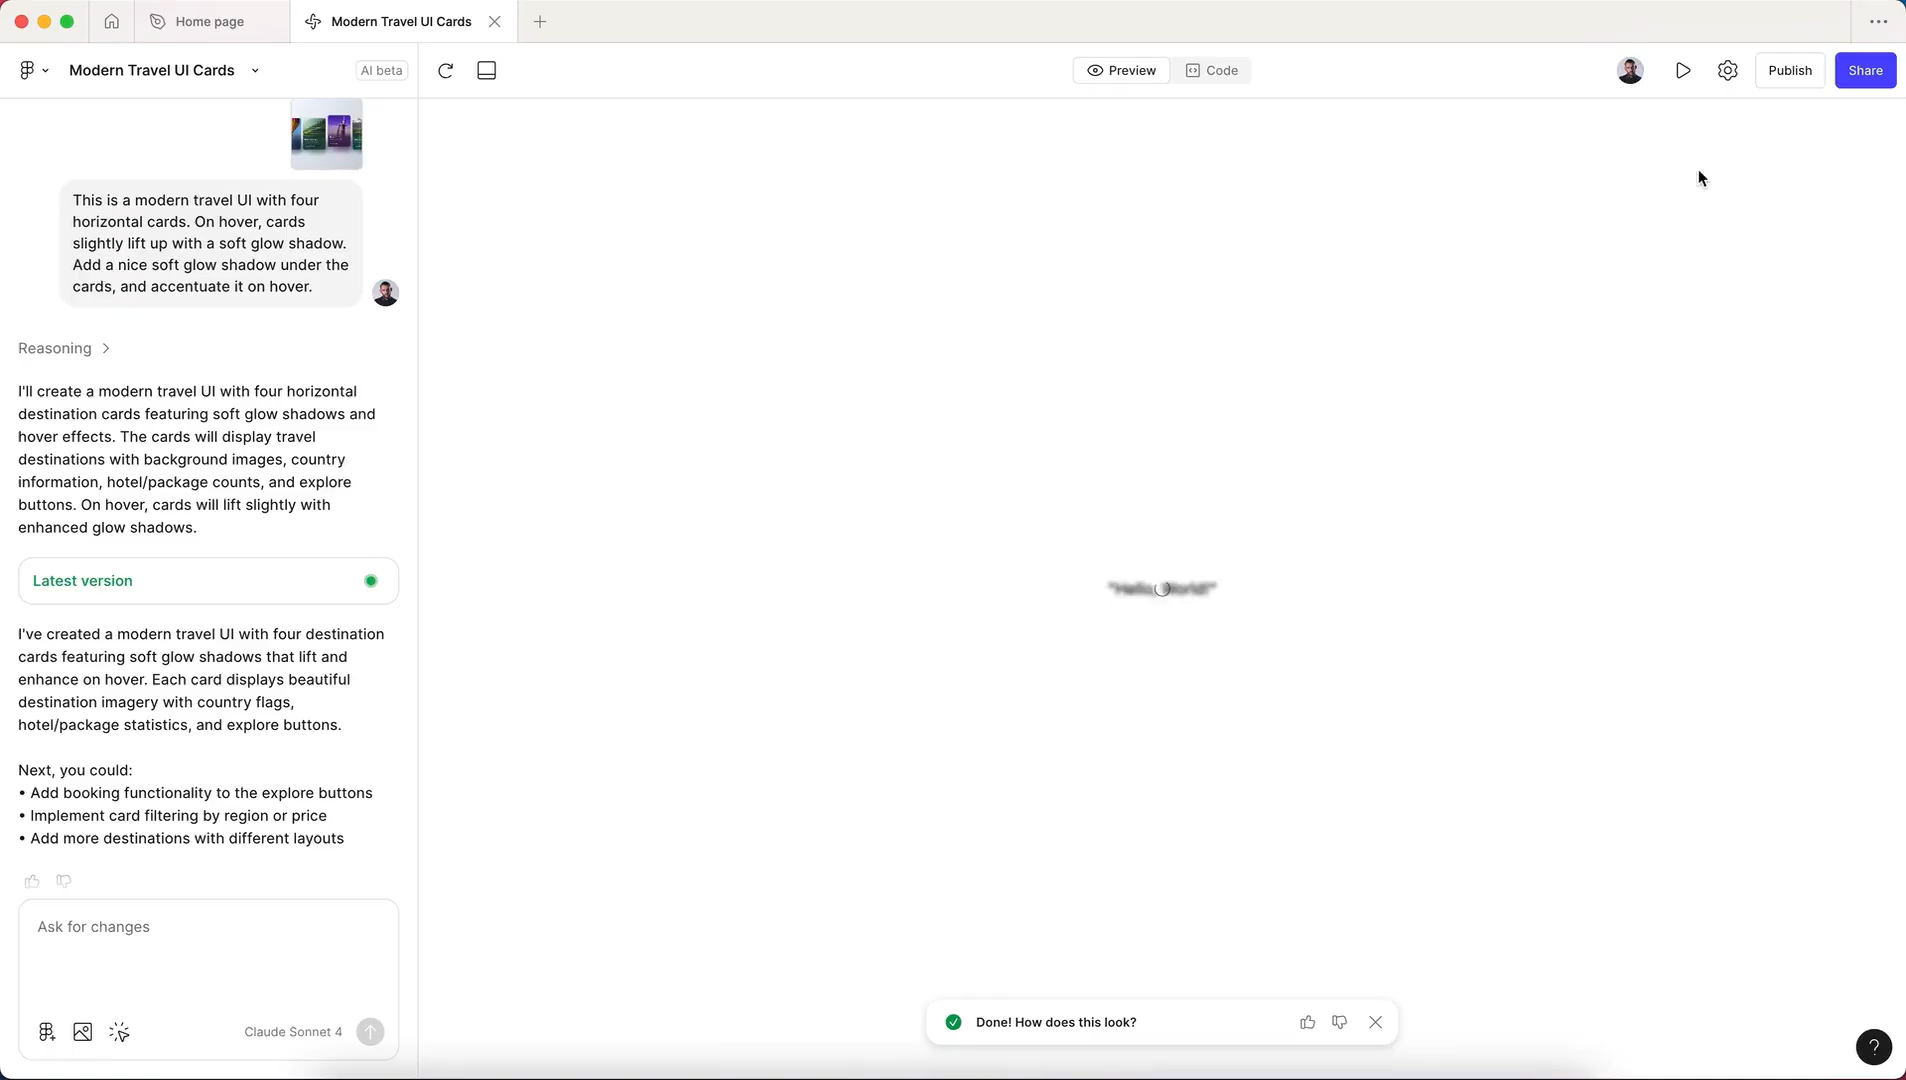 Home page
Modern Travel UI Cards
Modern Travel UI Cards
AI beta
Preview
Code
Publish
Share
This is a modern travel UI with four
horizontal cards. On hover, cards
slightly lift up with a soft glow shadow.
Add a nice soft glow shadow under the
cards, and accentuate it on hover.
Reasoning
I'll create a modern travel UI with four horizontal
destination cards featuring soft glow shadows and
hover effects. The cards will display travel
destinations with background images, country
information, hotel/package counts, and explore
buttons. On hover, cards will lift slightly with
enhanced glow shadows.
Latest version
I've created a modern travel UI with four destination
cards featuring soft glow shadows that lift and
enhance on hover. Each card displays beautiful
destination imagery with country flags,
hotel/package statistics, and explore buttons.
Next, you could:
• Add booking functionality to the explore buttons
• Implement card filtering by region or price
• Add more destinations with different layouts
Ask for changes
Claude Sonnet 4
"Hello, World!"
Done! How does this look?
?